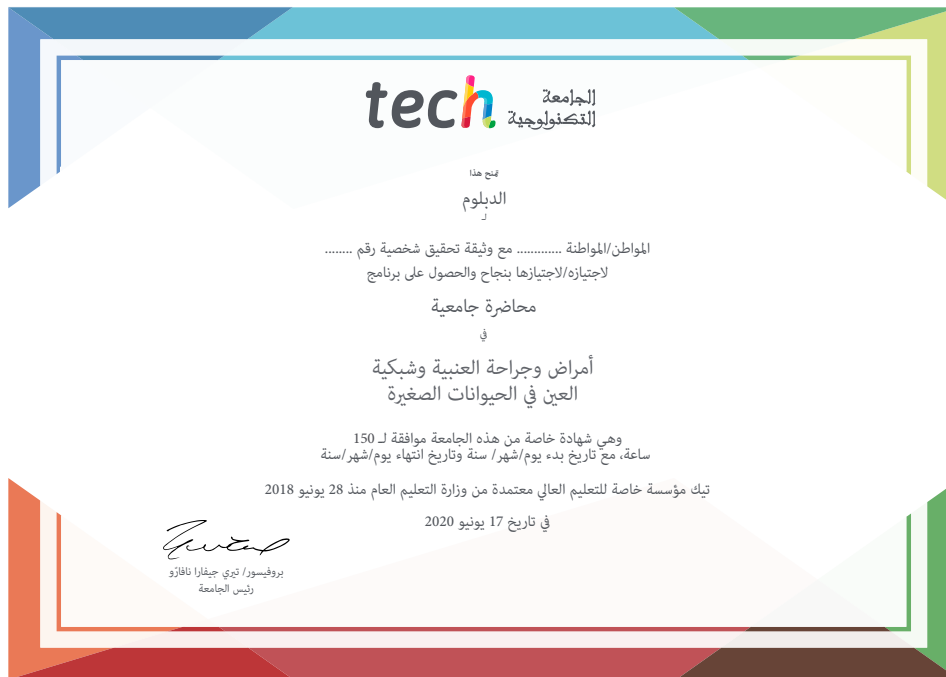 tech الجامعة التكنولوجية
تمنح هذا
الدبلوم
لـ
المواطن/المواطنة ............. مع وثيقة تحقيق شخصية رقم ........
لاجتيازه/لاجتيازها بنجاح والحصول على برنامج
محاضرة جامعية
في
أمراض وجراحة العنبية وشبكية
العين في الحيوانات الصغيرة
وهي شهادة خاصة من هذه الجامعة موافقة لـ 150
ساعة، مع تاريخ بدء يوم/شهر/ سنة وتاريخ انتهاء يوم/شهر/سنة
تيك مؤسسة خاصة للتعليم العالي معتمدة من وزارة التعليم العام منذ 28 يونيو 2018
في تاريخ 17 يونيو 2020
بروفيسور/ تيري جيفارا نافارّو
رئيس الجامعة